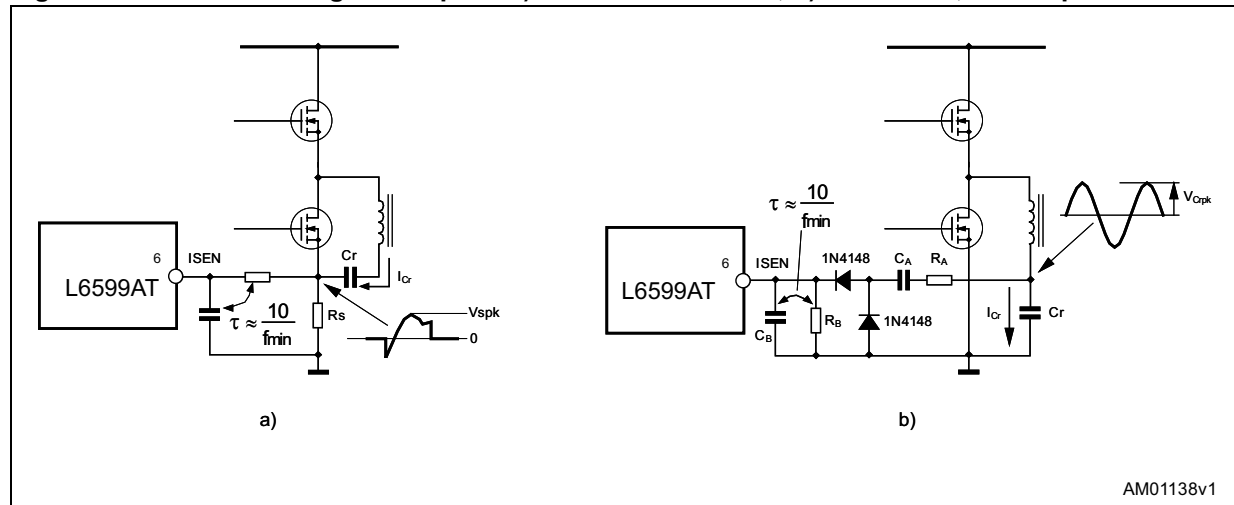 L6599AT
6
ISEN
τ ≈ 10/fmin
Cr
ICr
Rs
Vspk
0
a)
L6599AT
6
ISEN
τ ≈ 10/fmin
1N4148
CA
RA
VCrpk
CB
RB
1N4148
ICr
Cr
b)
AM01138v1